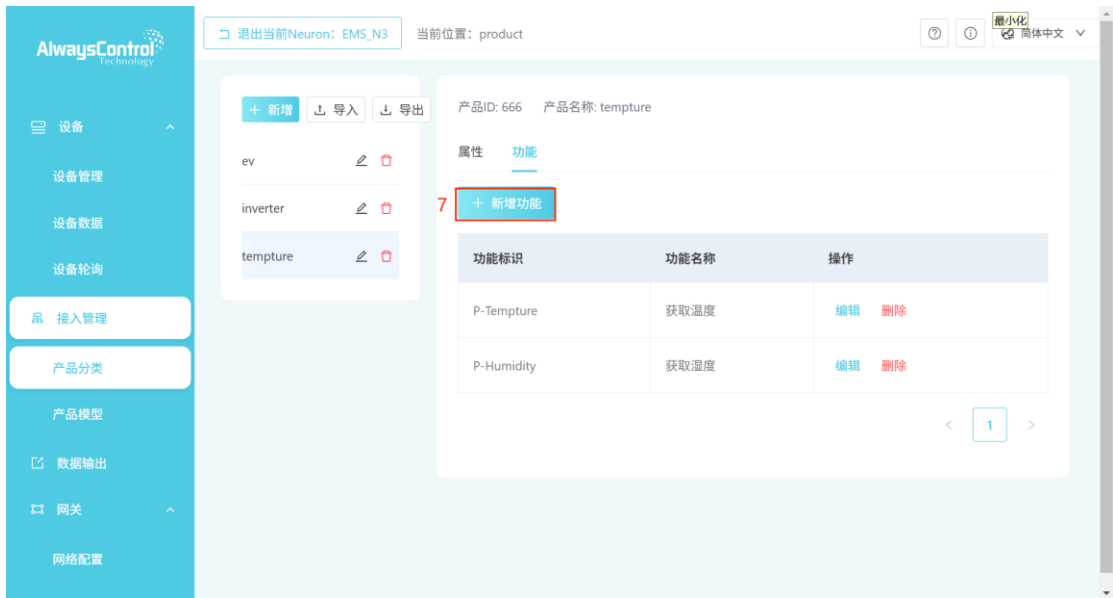 AlwaysControl
Technology
退出当前Neuron：EMS_N3
当前位置：product
最小化
简体中文
设备
设备管理
设备数据
设备轮询
接入管理
产品分类
产品模型
数据输出
网关
网络配置
新增 导入 导出
ev
inverter
tempture
产品ID: 666 产品名称: tempture
属性 功能
7 新增功能
功能标识 功能名称 操作
P-Tempture 获取温度 编辑 删除
P-Humidity 获取湿度 编辑 删除
< 1 >